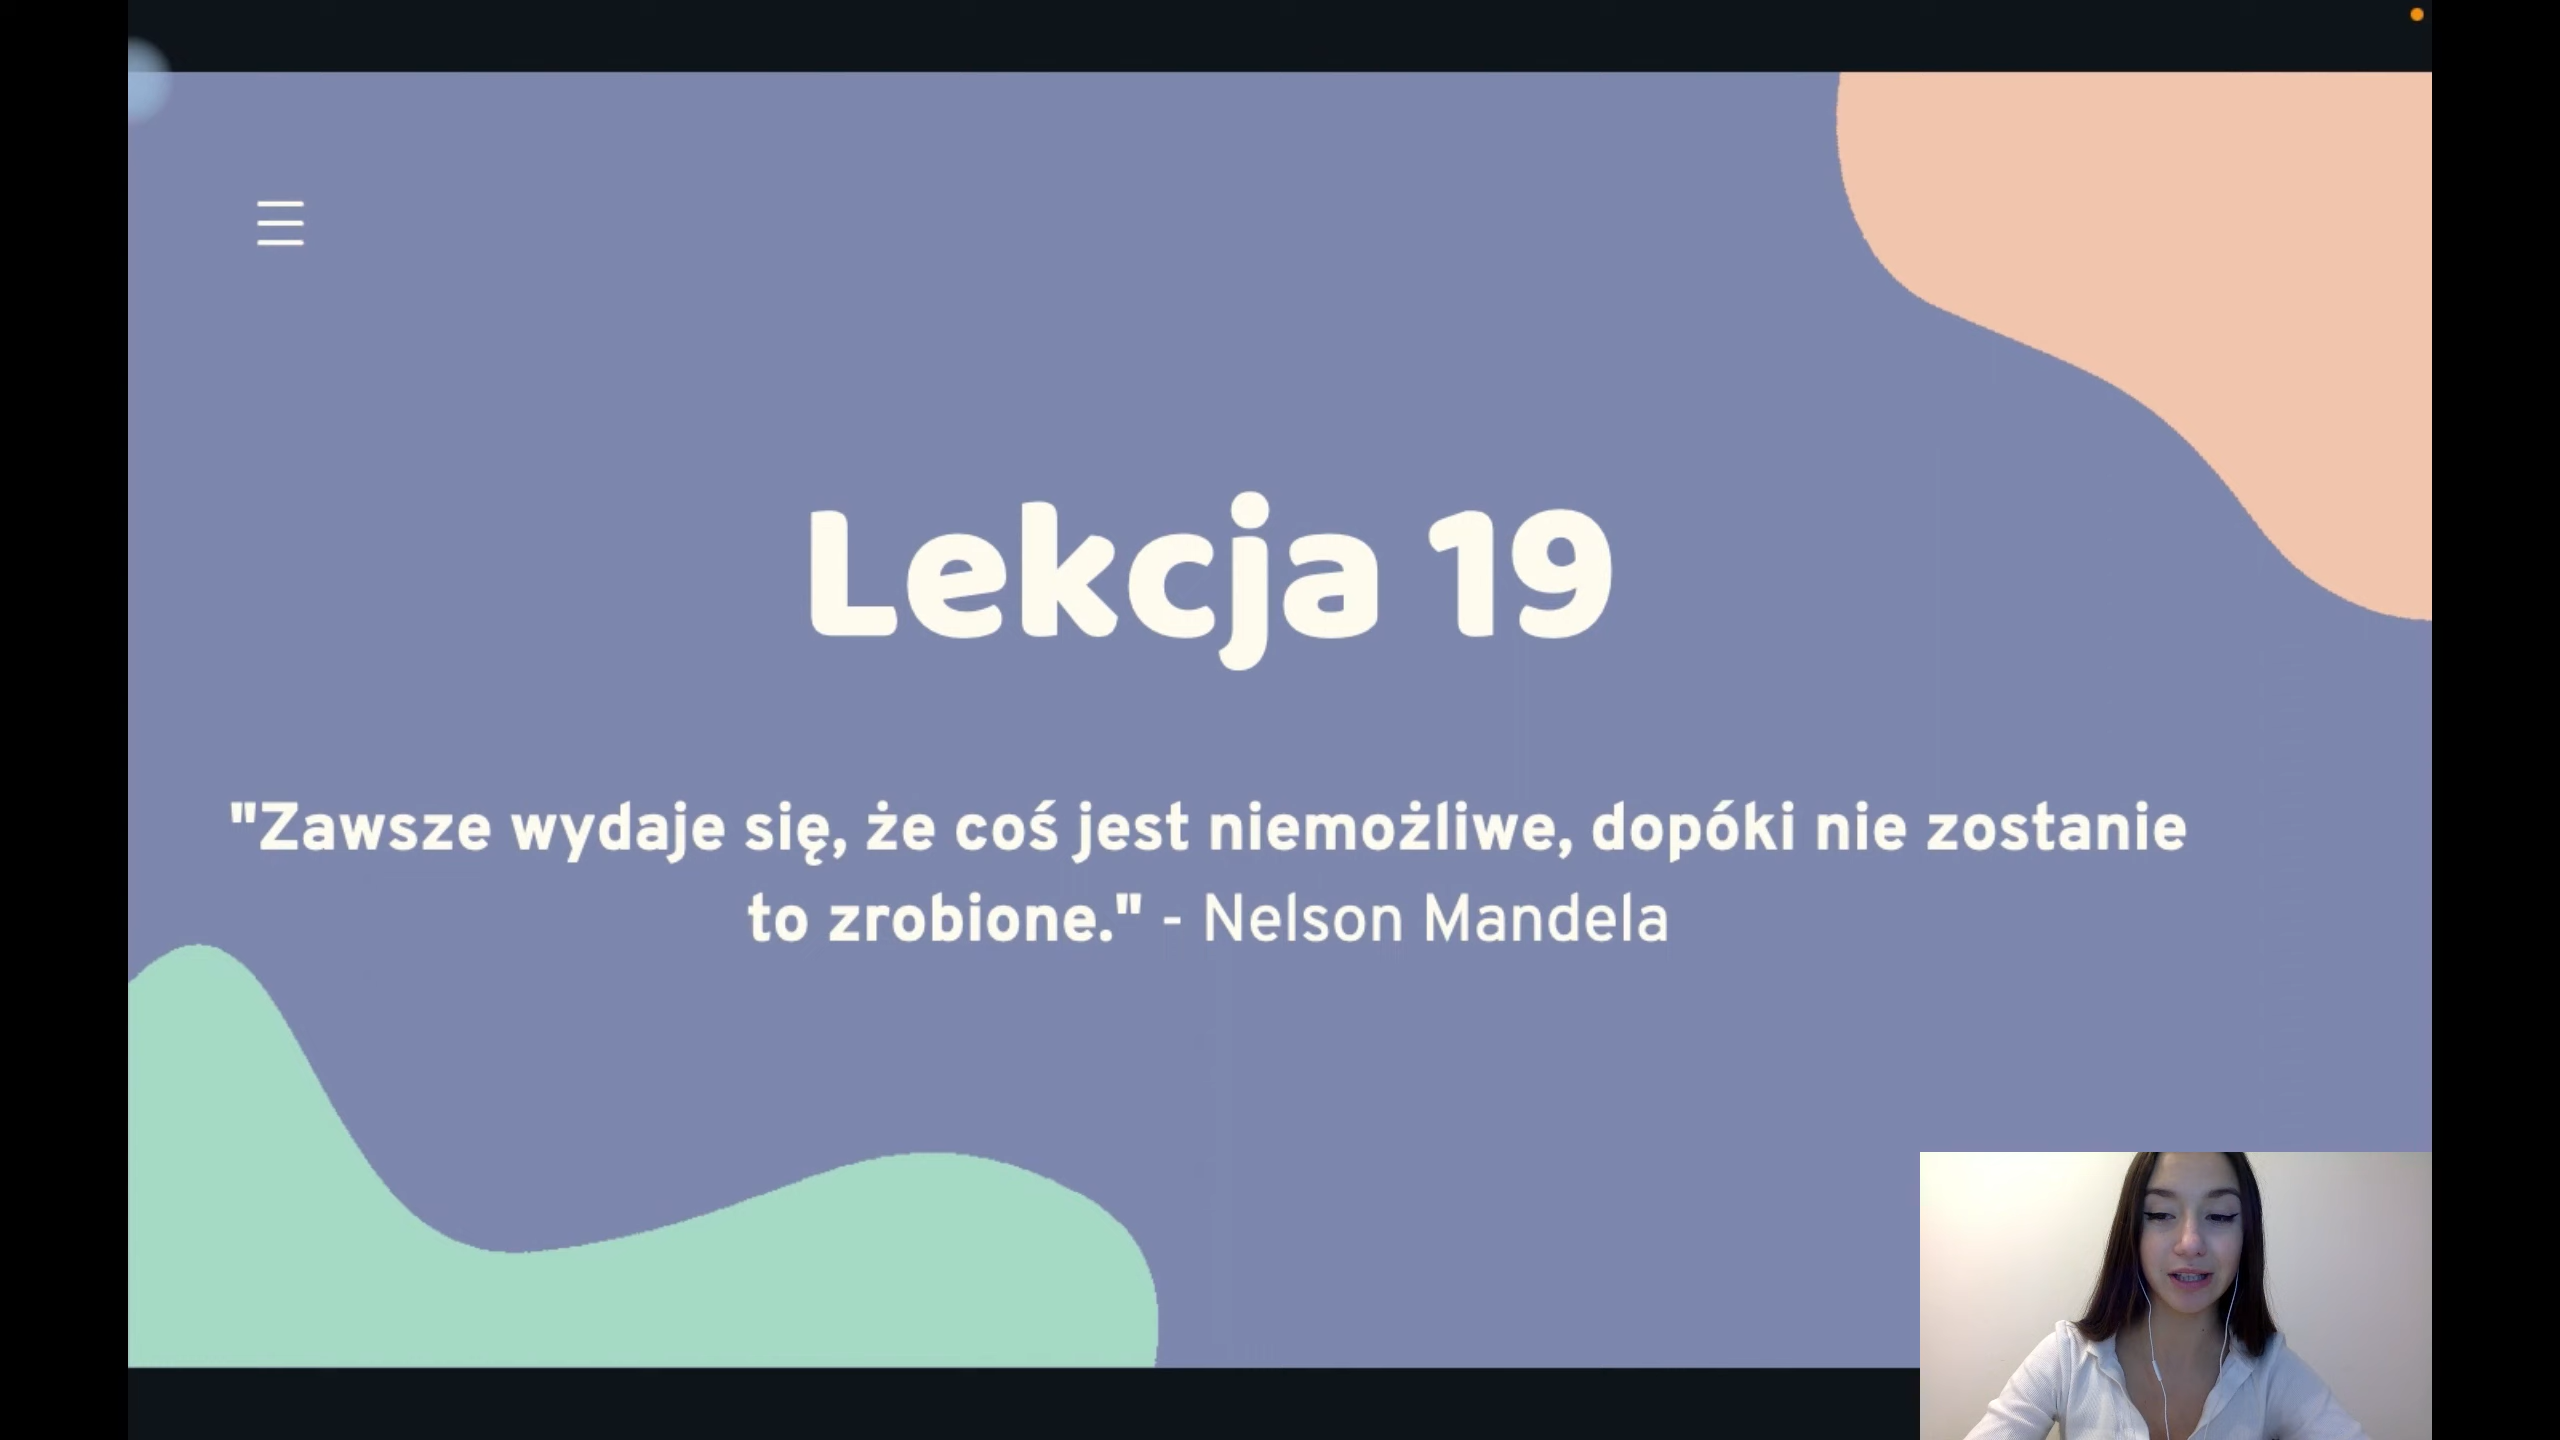 Lekcja 19
"Zawsze wydaje się, że coś jest niemożliwe, dopóki nie zostanie
to zrobione." - Nelson Mandela